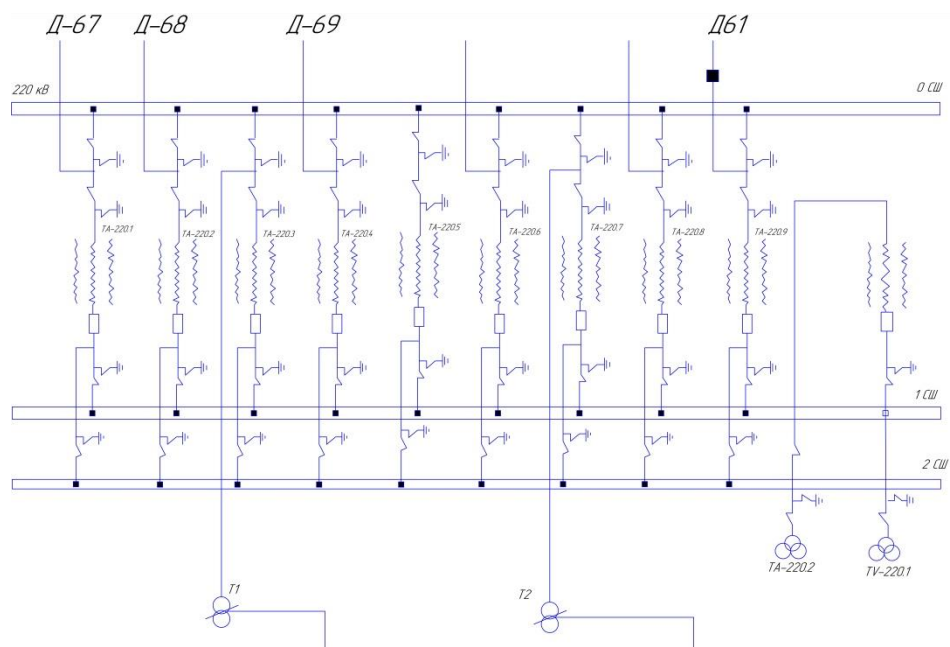 Д-67
Д-68
Д-69
Д61
220 кВ
0 СШ
ТА-220.1
ТА-220.2
ТА-220.3
ТА-220.4
ТА-220.5
ТА-220.6
ТА-220.7
ТА-220.8
ТА-220.9
1 СШ
2 СШ
ТА-220.2
TV-220.1
Т1
Т2